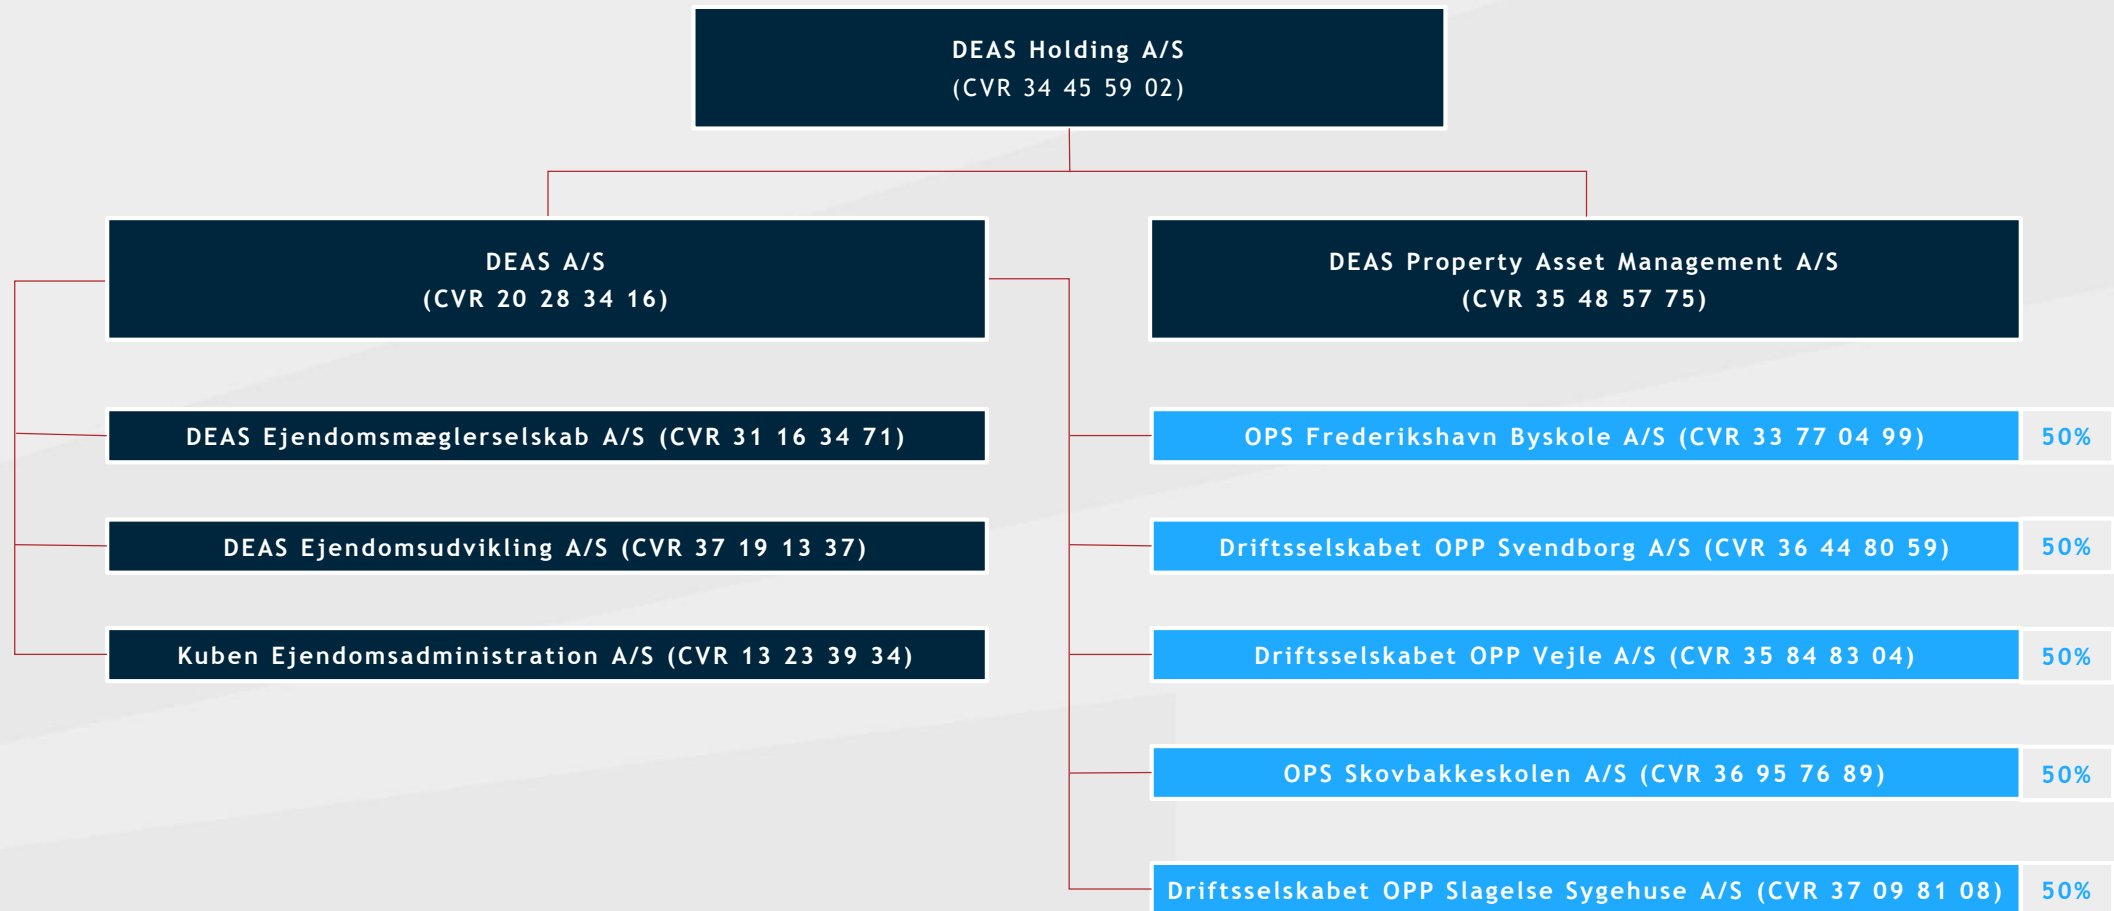 DEAS Holding A/S
(CVR 34 45 59 02)
DEAS A/S
(CVR 20 28 34 16)
DEAS Property Asset Management A/S
(CVR 35 48 57 75)
DEAS Ejendomsmæglerselskab A/S (CVR 31 16 34 71)
DEAS Ejendomsudvikling A/S (CVR 37 19 13 37)
Kuben Ejendomsadministration A/S (CVR 13 23 39 34)
OPS Frederikshavn Byskole A/S (CVR 33 77 04 99) 50%
Driftsselskabet OPP Svendborg A/S (CVR 36 44 80 59) 50%
Driftsselskabet OPP Vejle A/S (CVR 35 84 83 04) 50%
OPS Skovbakkeskolen A/S (CVR 36 95 76 89) 50%
Driftsselskabet OPP Slagelse Sygehuse A/S (CVR 37 09 81 08) 50%